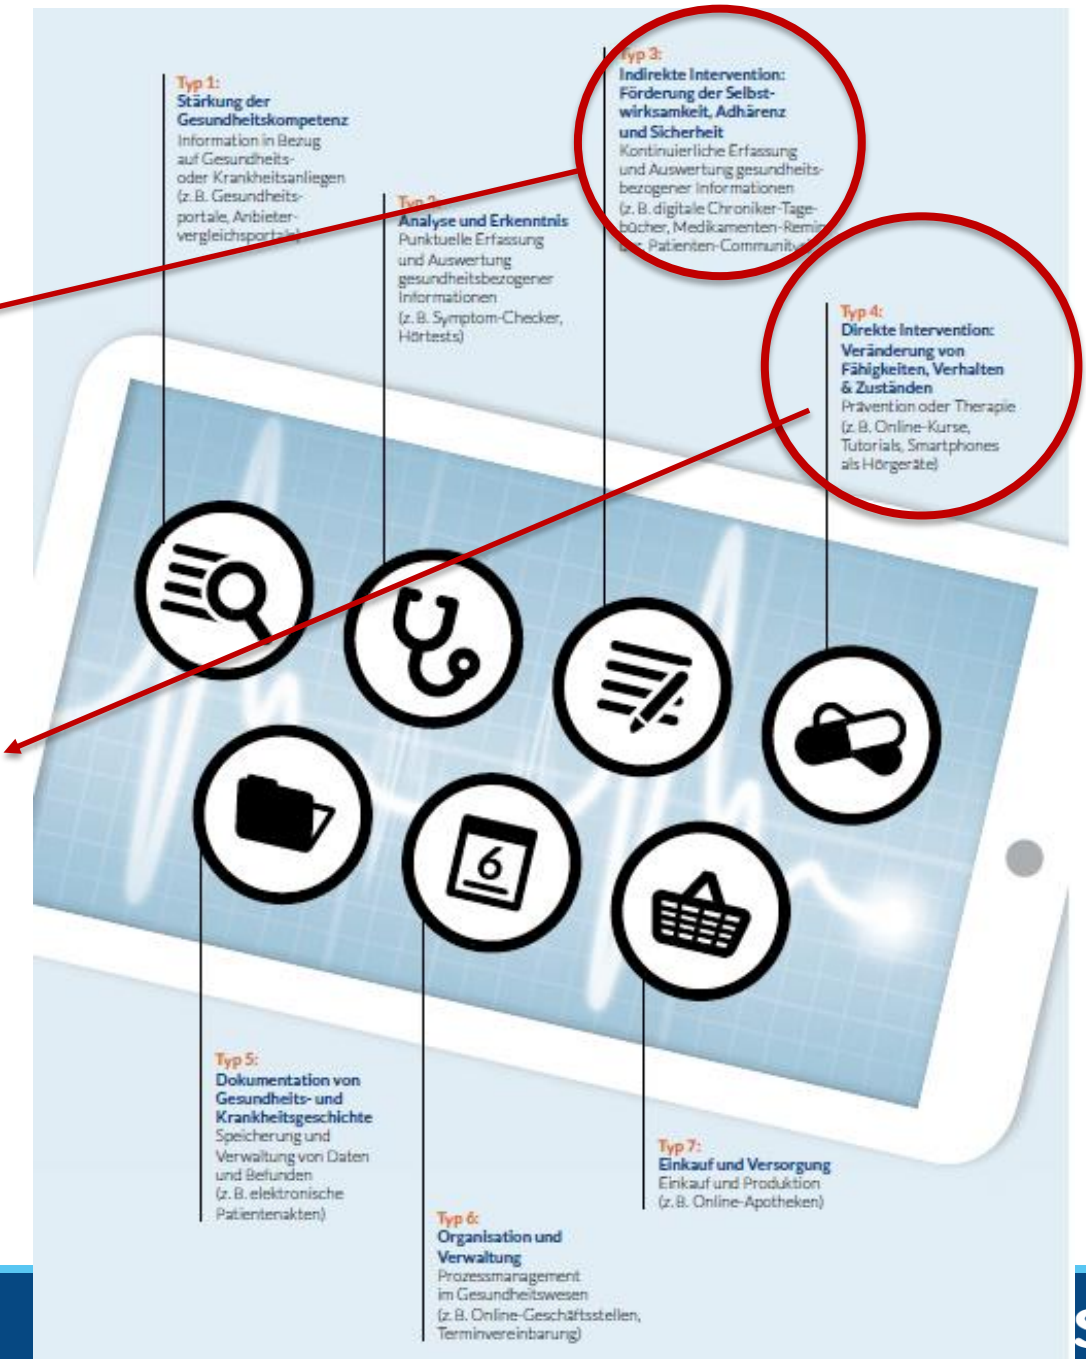 Typ 1:
Stärkung der
Gesundheitskompetenz
Information in Bezug
auf Gesundheits-
oder Krankheitsanliegen
(z. B. Gesundheits-
portale, Anbieter-
vergleichsportale)
Typ 2:
Analyse und Erkenntnis
Punktuelle Erfassung
und Auswertung
gesundheitsbezogener
Informationen
(z. B. Symptom-Checker,
Hörtests)
Typ 3:
Indirekte Intervention:
Förderung der Selbst-
wirksamkeit, Adhärenz
und Sicherheit
Kontinuierliche Erfassung
und Auswertung gesundheits-
bezogener Informationen
(z. B. digitale Chroniker-Tage-
bücher, Medikamenten-Remin
Patienten-Communitys)
Typ 4:
Direkte Intervention:
Veränderung von
Fähigkeiten, Verhalten
& Zuständen
Prävention oder Therapie
(z. B. Online-Kurse,
Tutorials, Smartphones
als Hörgeräte)
6
Typ 5:
Dokumentation von
Gesundheits- und
Krankheitsgeschichte
Speicherung und
Verwaltung von Daten
und Befunden
(z. B. elektronische
Patientenakten)
Typ 6:
Organisation und
Verwaltung
Prozessmanagement
im Gesundheitswesen
(z. B. Online-Geschäftsstellen,
Terminvereinbarung)
Typ 7:
Einkauf und Versorgung
Einkauf und Produktion
(z. B. Online-Apotheken)